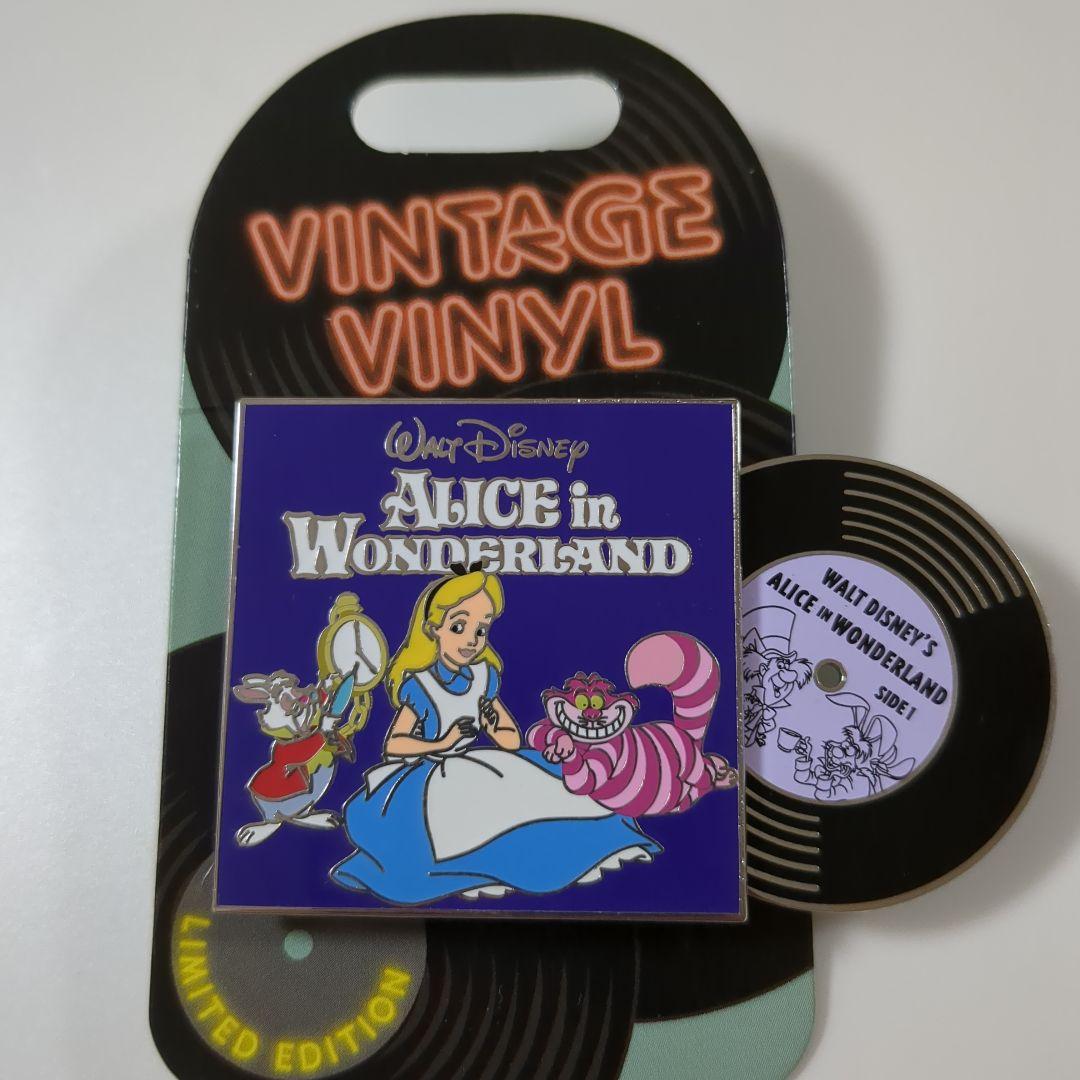 VINTAGE
VINYL
WALT DISNEY
ALICE in
WONDERLAND
WALT DISNEY'S
ALICE IN WONDERLAND
SIDE 1
LIMITED EDITION